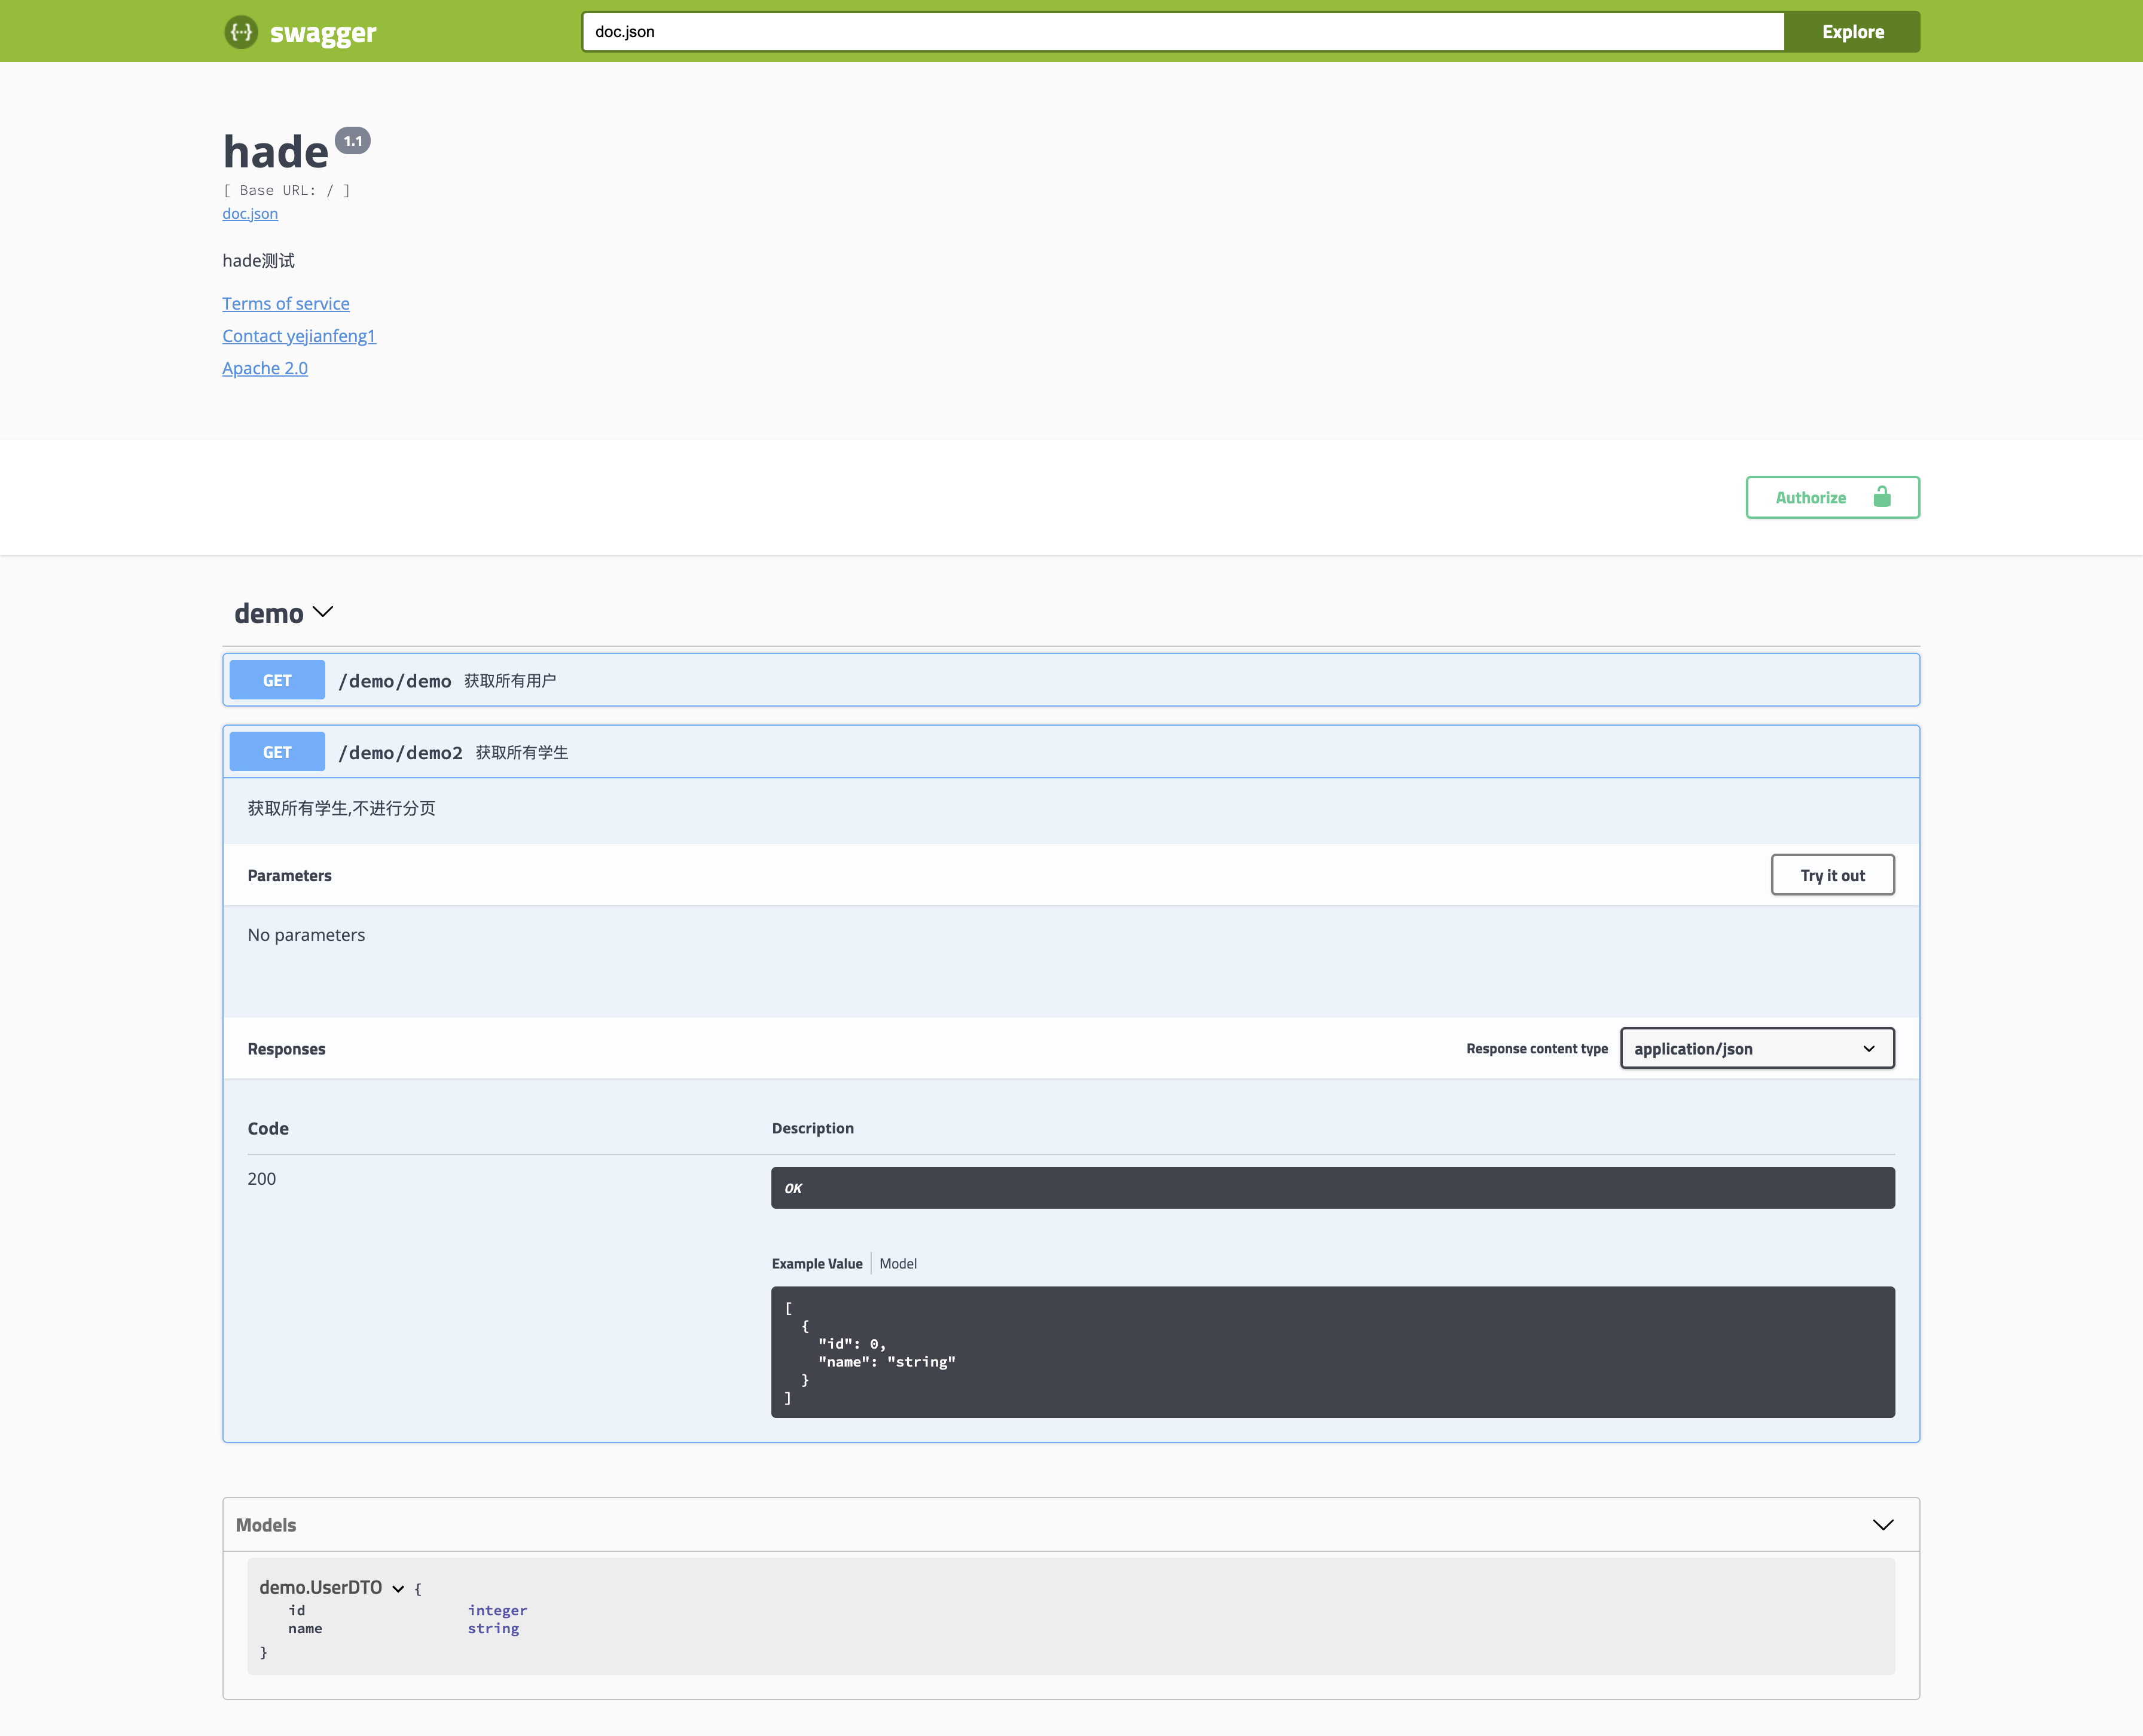 {···} swagger
doc.json
Explore
hade 1.1
[ Base URL: / ]
doc.json
hade测试
Terms of service
Contact yejianfeng1
Apache 2.0
Authorize
demo
GET /demo/demo 获取所有用户
GET /demo/demo2 获取所有学生
获取所有学生,不进行分页
Parameters
Try it out
No parameters
Responses
Response content type
application/json
Code
Description
200
OK
Example Value
Model
[
  {
    "id": 0,
    "name": "string"
  }
]
Models
demo.UserDTO {
id integer
name string
}